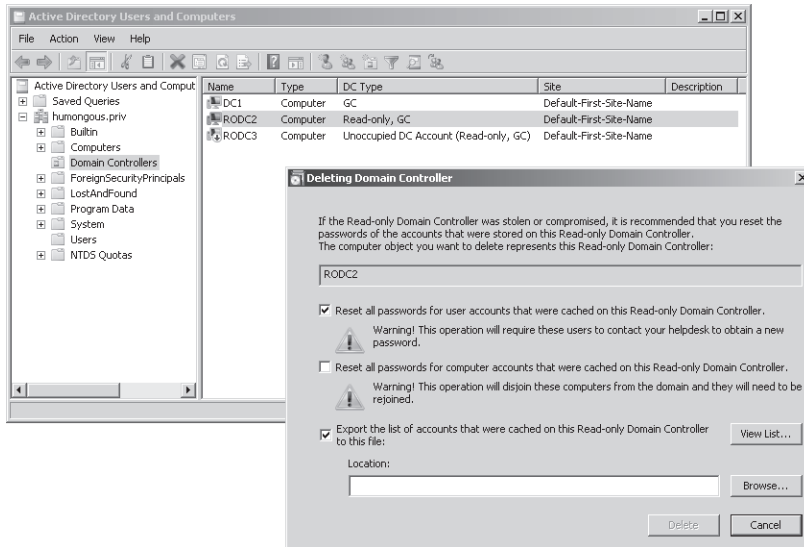 Active Directory Users and Computers
File Action View Help
Active Directory Users and Comput
Saved Queries
humongous.priv
Builtin
Computers
Domain Controllers
ForeignSecurityPrincipals
LostAndFound
Program Data
System
Users
NTDS Quotas
Name Type DC Type Site Description
DC1 Computer GC Default-First-Site-Name
RODC2 Computer Read-only, GC Default-First-Site-Name
RODC3 Computer Unoccupied DC Account (Read-only, GC) Default-First-Site-Name
Deleting Domain Controller
If the Read-only Domain Controller was stolen or compromised, it is recommended that you reset the
passwords of the accounts that were stored on this Read-only Domain Controller.
The computer object you want to delete represents this Read-only Domain Controller:
RODC2
Reset all passwords for user accounts that were cached on this Read-only Domain Controller.
Warning! This operation will require these users to contact your helpdesk to obtain a new
password.
Reset all passwords for computer accounts that were cached on this Read-only Domain Controller.
Warning! This operation will disjoin these computers from the domain and they will need to be
rejoined.
Export the list of accounts that were cached on this Read-only Domain Controller
to this file:
View List...
Location:
Browse...
Delete Cancel